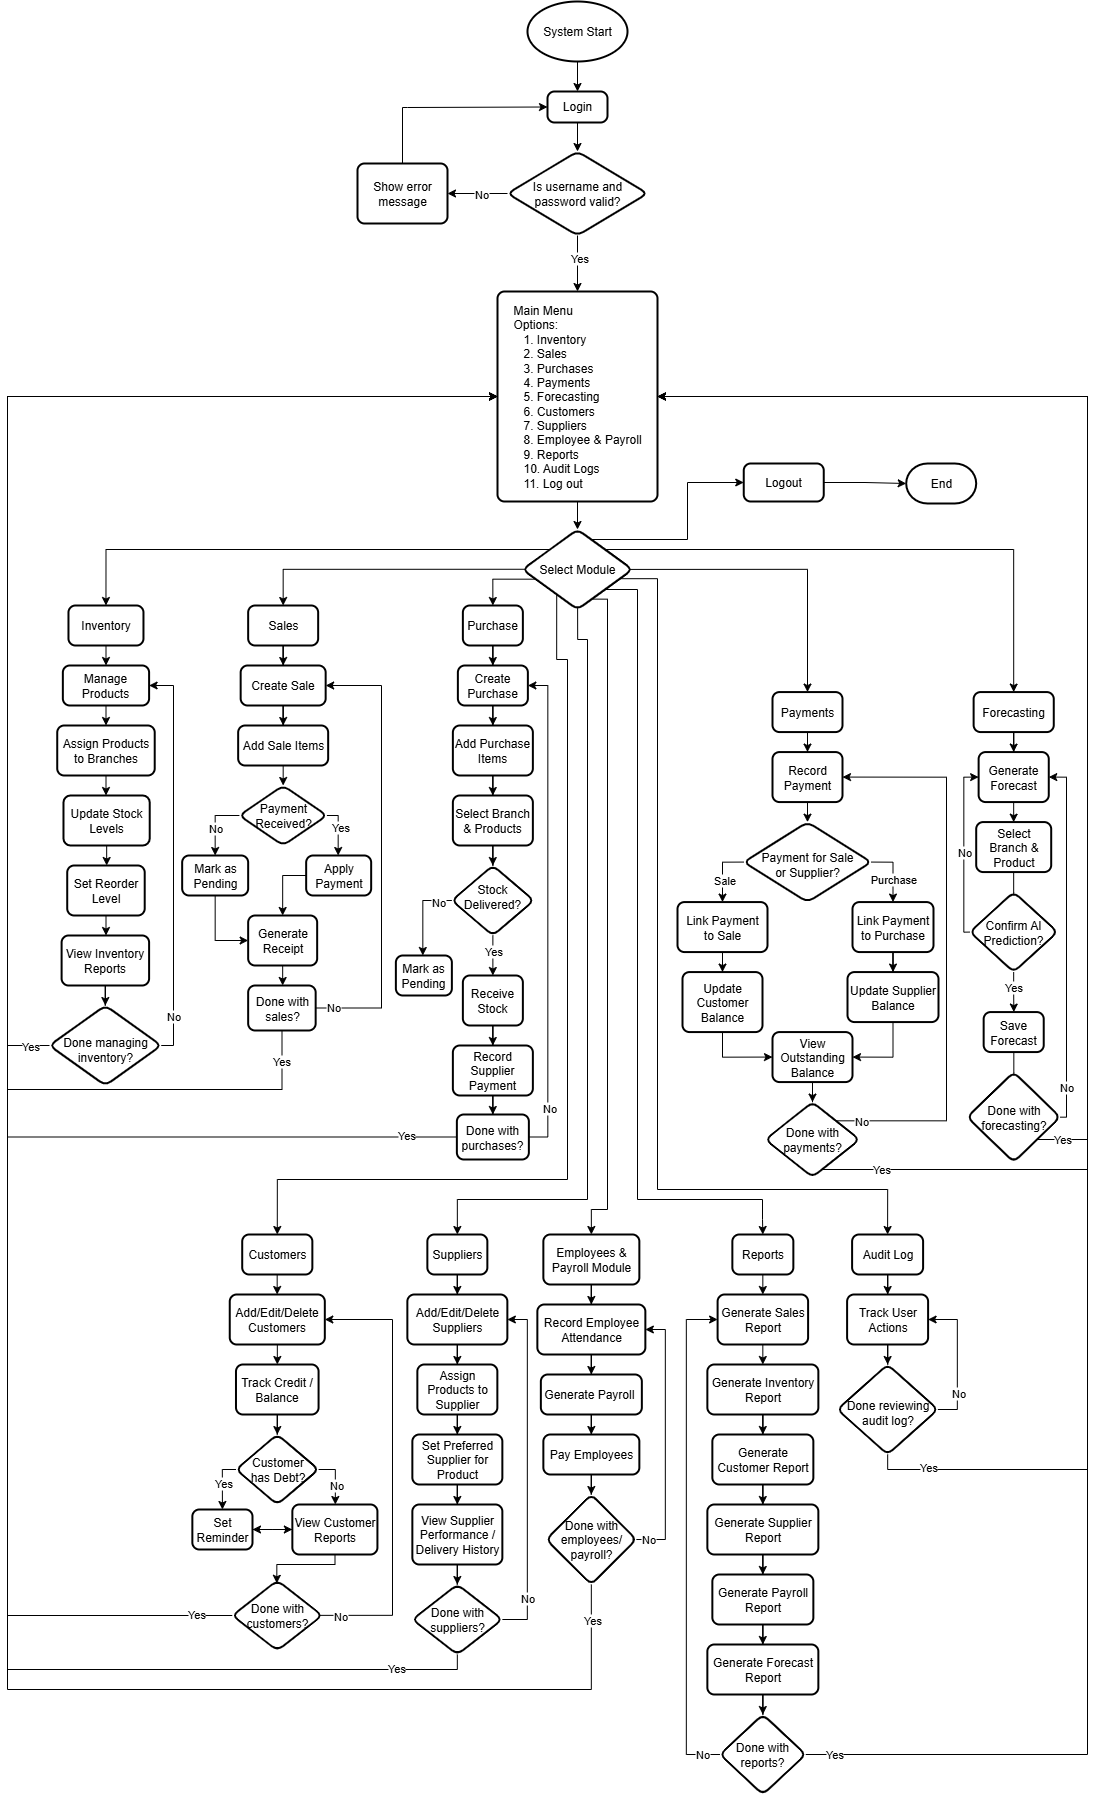 System Start
Login
Show error
message
No
Is username and
password valid?
Yes
Main Menu
Options:
1. Inventory
2. Sales
3. Purchases
4. Payments
5. Forecasting
6. Customers
7. Suppliers
8. Employee & Payroll
9. Reports
10. Audit Logs
11. Log out
Logout
End
Select Module
Inventory
Manage
Products
Assign Products
to Branches
Update Stock
Levels
Set Reorder
Level
View Inventory
Reports
Done managing
inventory?
No
Yes
Sales
Create Sale
Add Sale Items
Payment
Received?
No
Yes
Mark as
Pending
Apply
Payment
Generate
Receipt
Done with
sales?
No
Yes
Purchase
Create
Purchase
Add Purchase
Items
Select Branch
& Products
Stock
Delivered?
No
Yes
Mark as
Pending
Receive
Stock
Record
Supplier
Payment
Done with
purchases?
No
Yes
Payments
Record
Payment
Payment for Sale
or Supplier?
Sale
Purchase
Link Payment
to Sale
Link Payment
to Purchase
Update
Customer
Balance
Update Supplier
Balance
View
Outstanding
Balance
Done with
payments?
No
Yes
Forecasting
Generate
Forecast
Select
Branch &
Product
No
Confirm AI
Prediction?
Yes
Save
Forecast
Done with
forecasting?
No
Yes
Customers
Add/Edit/Delete
Customers
Track Credit /
Balance
Customer
has Debt?
Yes
No
Set
Reminder
View Customer
Reports
Done with
customers?
Yes
No
Suppliers
Add/Edit/Delete
Suppliers
Assign
Products to
Supplier
Set Preferred
Supplier for
Product
View Supplier
Performance /
Delivery History
Done with
suppliers?
No
Yes
Employees &
Payroll Module
Record Employee
Attendance
Generate Payroll
Pay Employees
Done with
employees/
payroll?
No
Yes
Reports
Generate Sales
Report
Generate Inventory
Report
Generate
Customer Report
Generate Supplier
Report
Generate Payroll
Report
Generate Forecast
Report
Done with
reports?
No
Yes
Audit Log
Track User
Actions
Done reviewing
audit log?
No
Yes